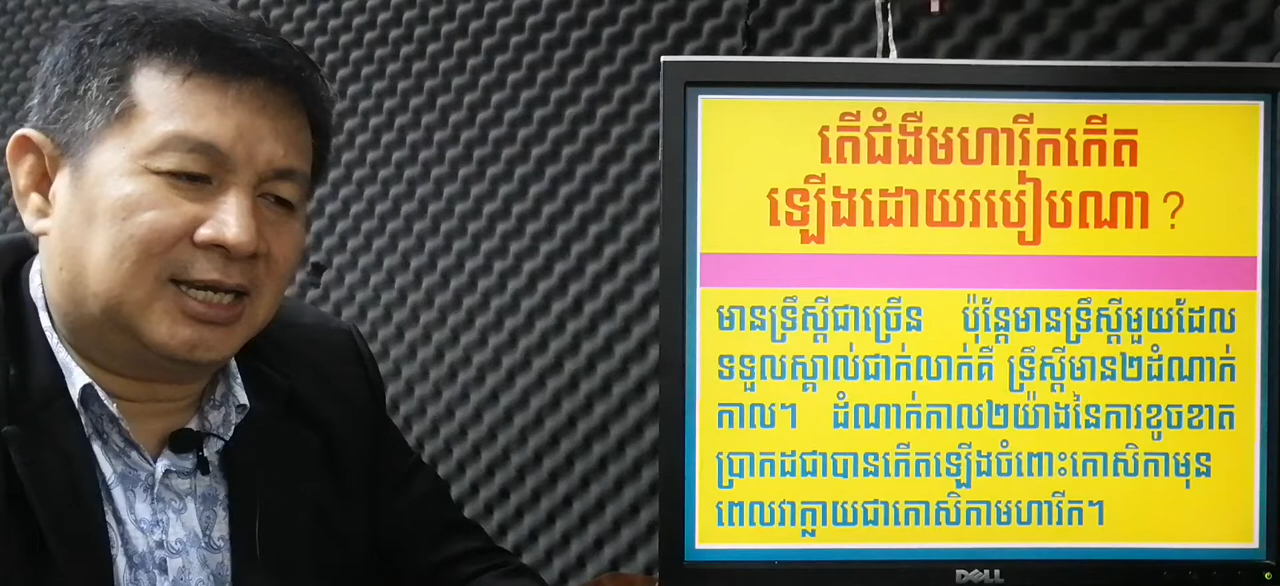 តើជំងឺមហារីកកើត
ឡើងដោយរបៀបណា ?
មានទ្រឹស្តីជាច្រើន ប៉ុន្តែមានទ្រឹស្តីមួយដែល
ទទួលស្គាល់ជាក់លាក់គឺ ទ្រឹស្តីមាន២ដំណាក់
កាល។ ដំណាក់កាល២យ៉ាងនៃការខូចខាត
ប្រាកដជាបានកើតឡើងចំពោះកោសិកាមុន
ពេលវាក្លាយជាកោសិកាមហារីក។
DELL